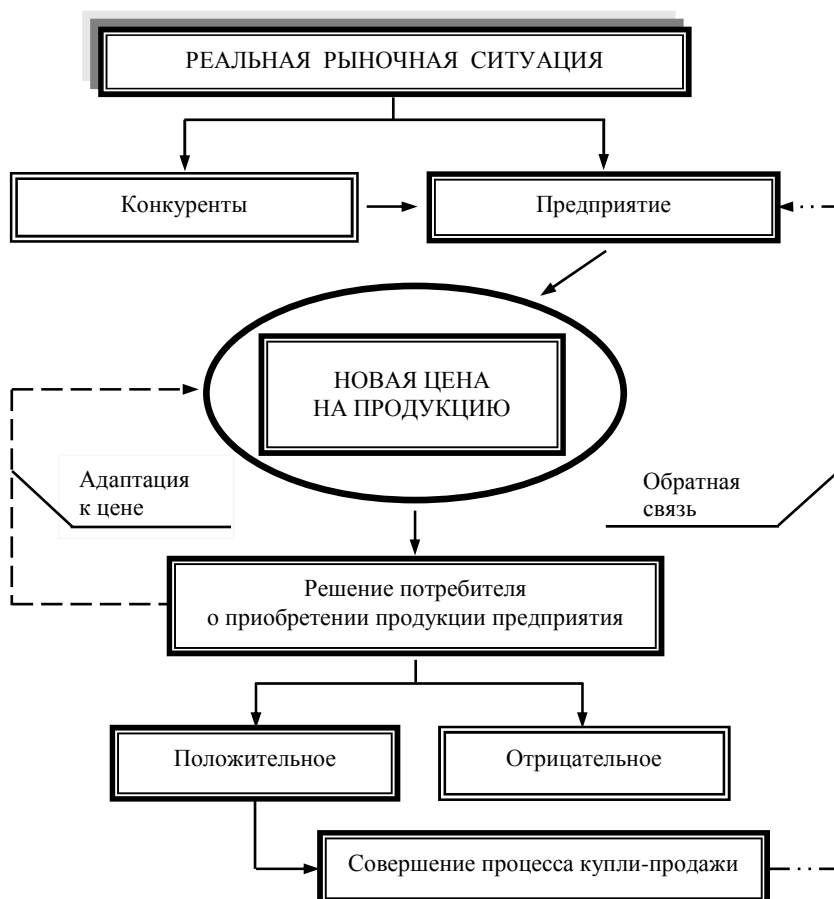 РЕАЛЬНАЯ РЫНОЧНАЯ СИТУАЦИЯ
Конкуренты
Предприятие
НОВАЯ ЦЕНА
НА ПРОДУКЦИЮ
Адаптация
к цене
Обратная
связь
Решение потребителя
о приобретении продукции предприятия
Положительное
Отрицательное
Совершение процесса купли-продажи